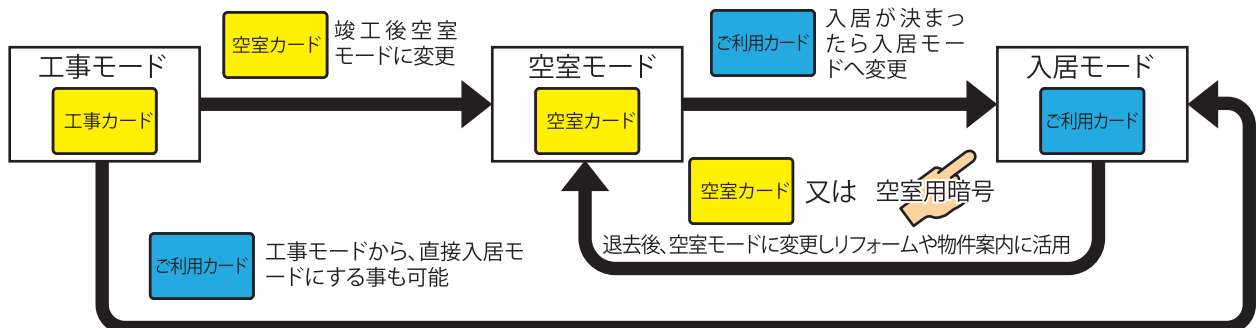 工事モード
工事カード
空室カード
竣工後空室
モードに変更
空室モード
空室カード
ご利用カード
入居が決まっ
たら入居モー
ドへ変更
入居モード
ご利用カード
空室カード 又は 空室用暗号
退去後、空室モードに変更しリフォームや物件案内に活用
ご利用カード
工事モードから、直接入居モ
ードにする事も可能